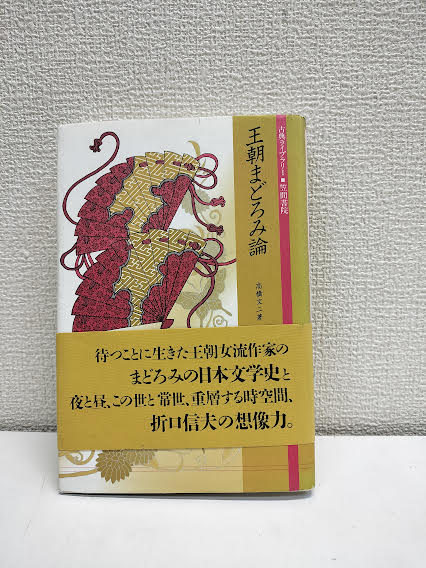 古典ライブラリー■笠間書院
王朝まどろみ論
高橋文二著
待つことに生きた王朝女流作家の
まどろみの日本文学史と
夜と昼、この世と常世、重層する時空間、
折口信夫の想像力。